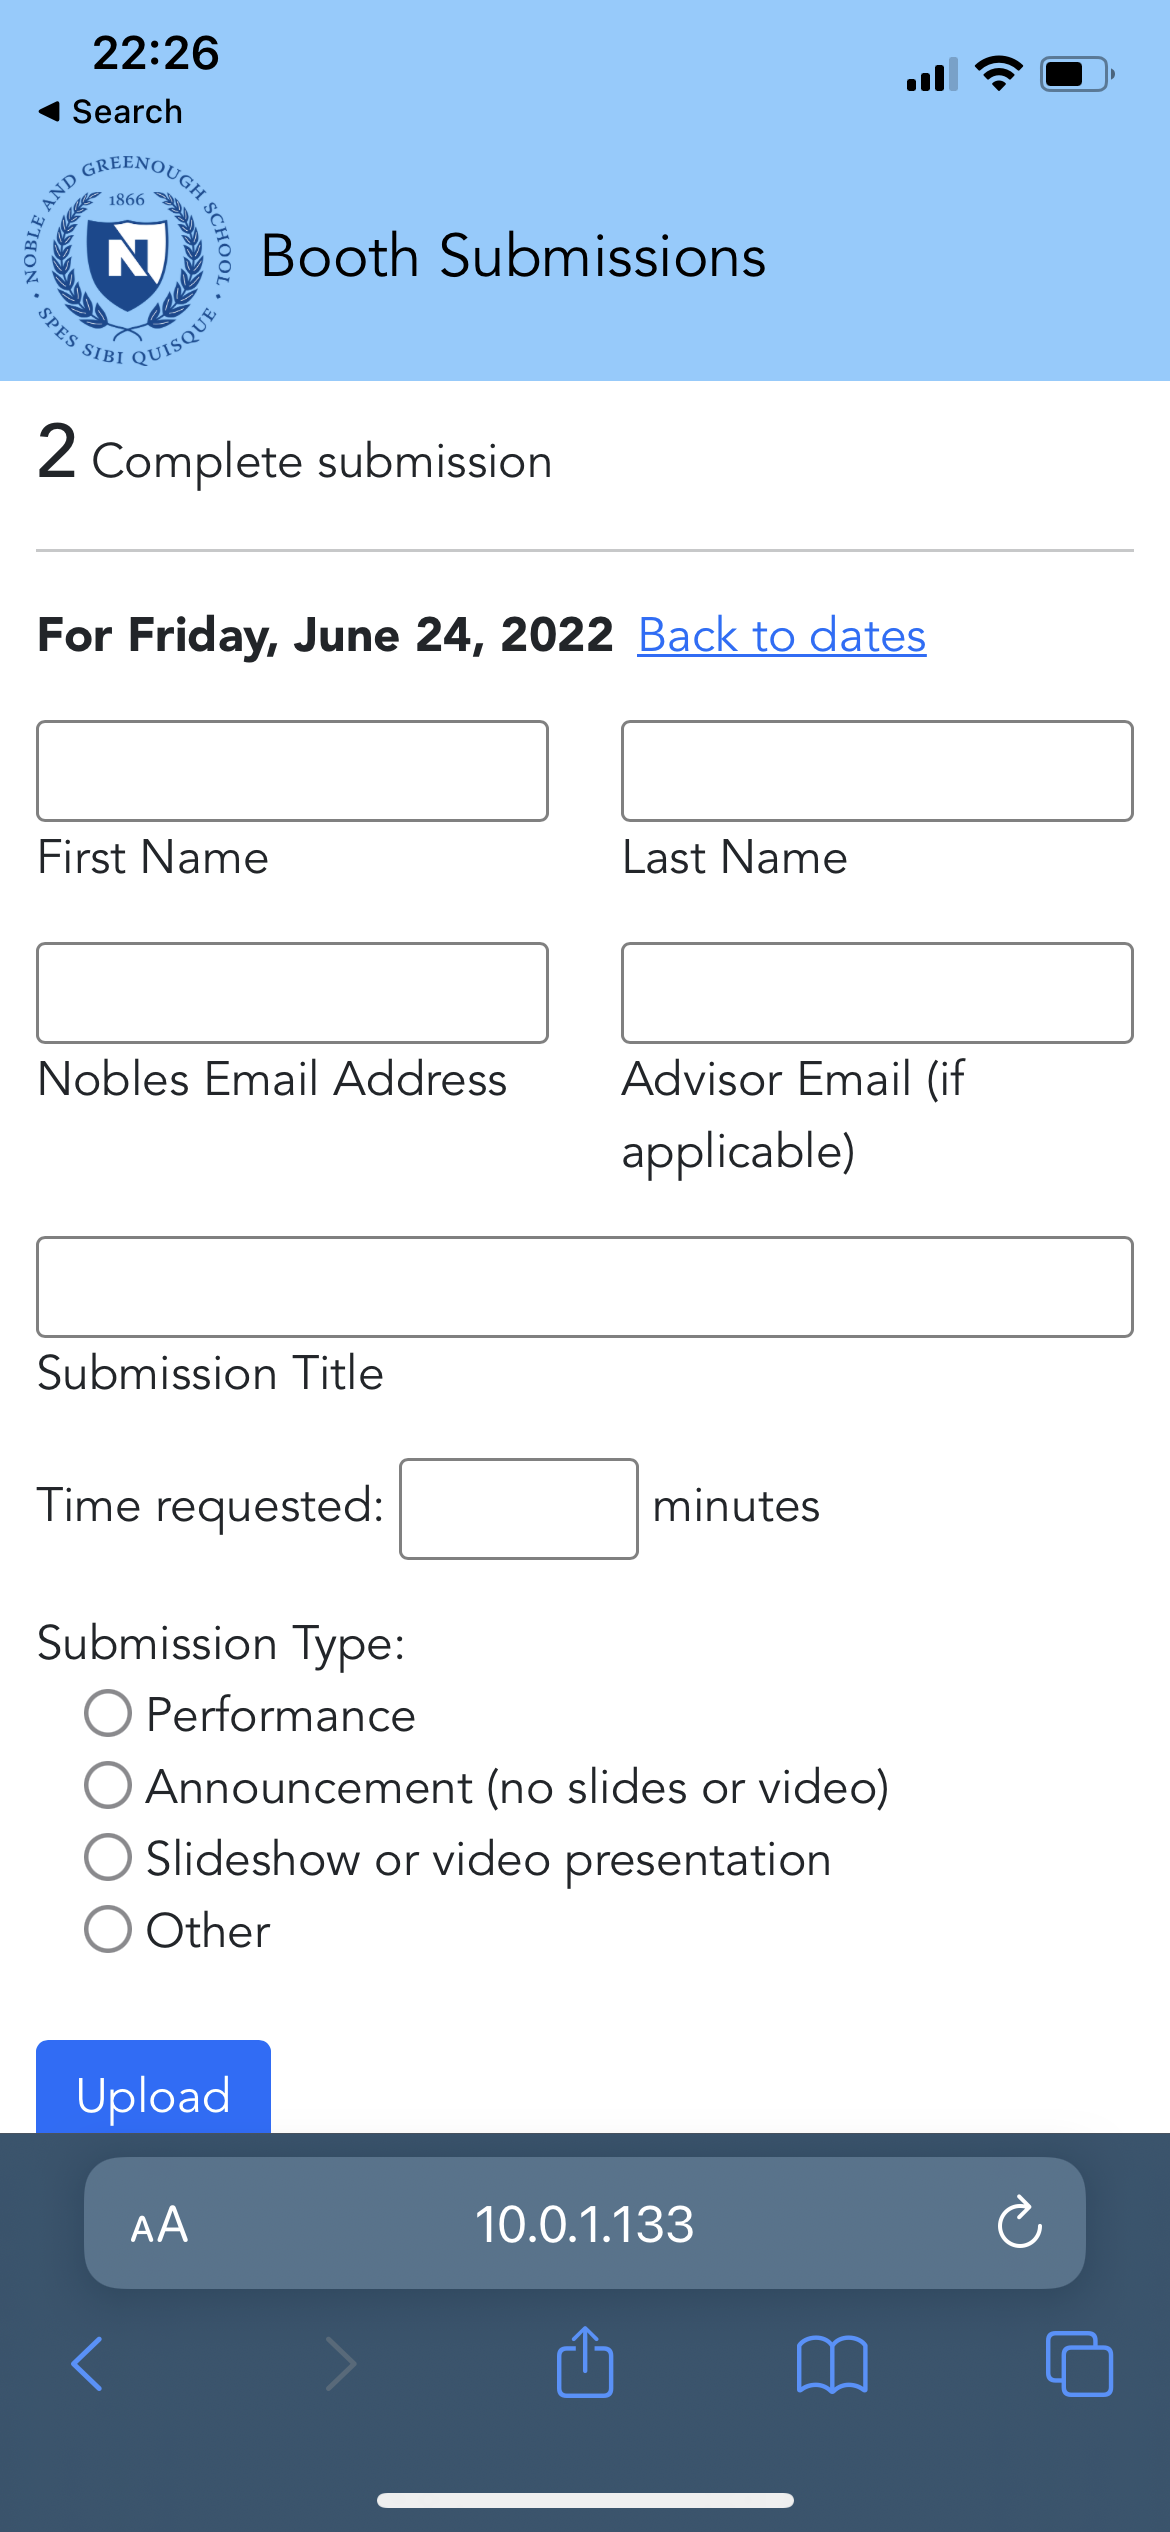 22:26
◀ Search
NOBLE AND GREENOUGH SCHOOL • SPES SIBI QUISQUE •
1866
N
Booth Submissions
2 Complete submission
For Friday, June 24, 2022 Back to dates
First Name Last Name
Nobles Email Address Advisor Email (if
applicable)
Submission Title
Time requested: minutes
Submission Type:
Performance
Announcement (no slides or video)
Slideshow or video presentation
Other
Upload
AA 10.0.1.133